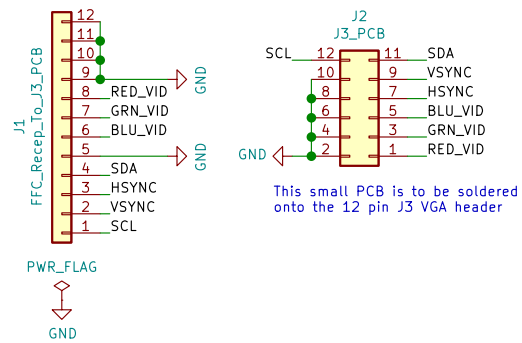 J1
FFC_Recep_To_J3_PCB
12
11
10
9
GND
8 RED_VID
7 GRN_VID
6 BLU_VID
5
GND
4 SDA
3 HSYNC
2 VSYNC
1 SCL
PWR_FLAG
GND
J2
J3_PCB
SCL 12 11 SDA
10 9 VSYNC
8 7 HSYNC
6 5 BLU_VID
4 3 GRN_VID
GND 2 1 RED_VID
This small PCB is to be soldered
onto the 12 pin J3 VGA header